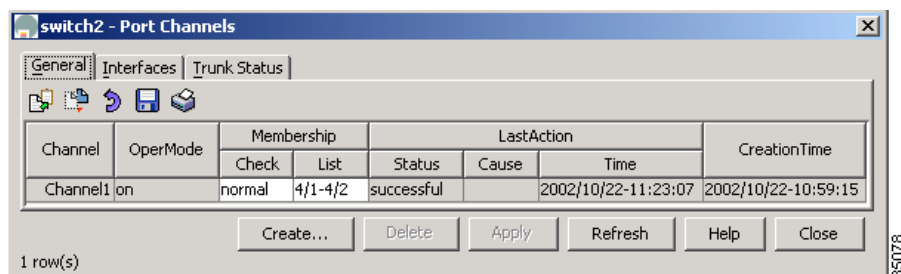 switch2 - Port Channels
General Interfaces Trunk Status
Channel OperMode Membership LastAction CreationTime
Check List Status Cause Time
Channel1 on normal 4/1-4/2 successful 2002/10/22-11:23:07 2002/10/22-10:59:15
Create... Delete Apply Refresh Help Close
1 row(s)